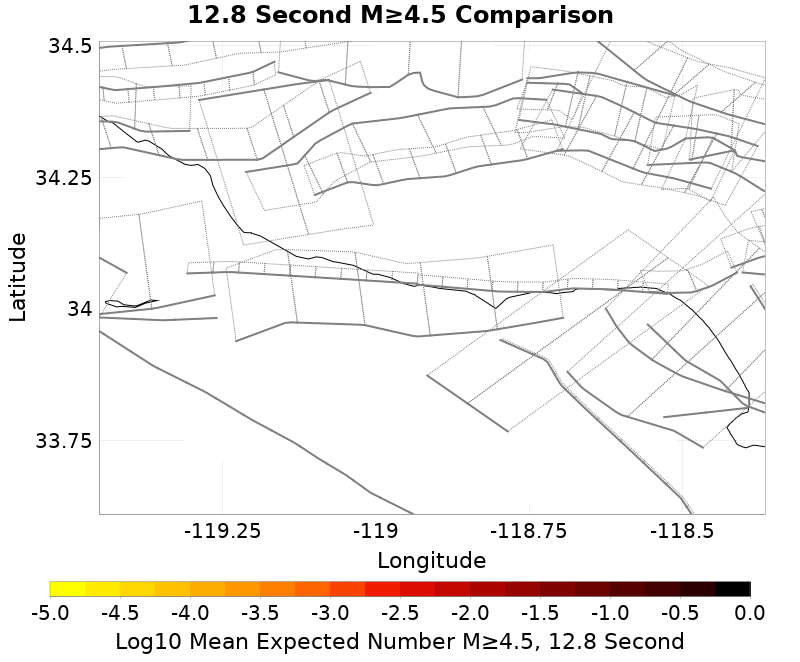 12.8 Second M≥4.5 Comparison
34.5
34.25
34
33.75
Latitude
-119.25 -119 -118.75 -118.5
Longitude
-5.0 -4.5 -4.0 -3.5 -3.0 -2.5 -2.0 -1.5 -1.0 -0.5 0.0
Log10 Mean Expected Number M≥4.5, 12.8 Second